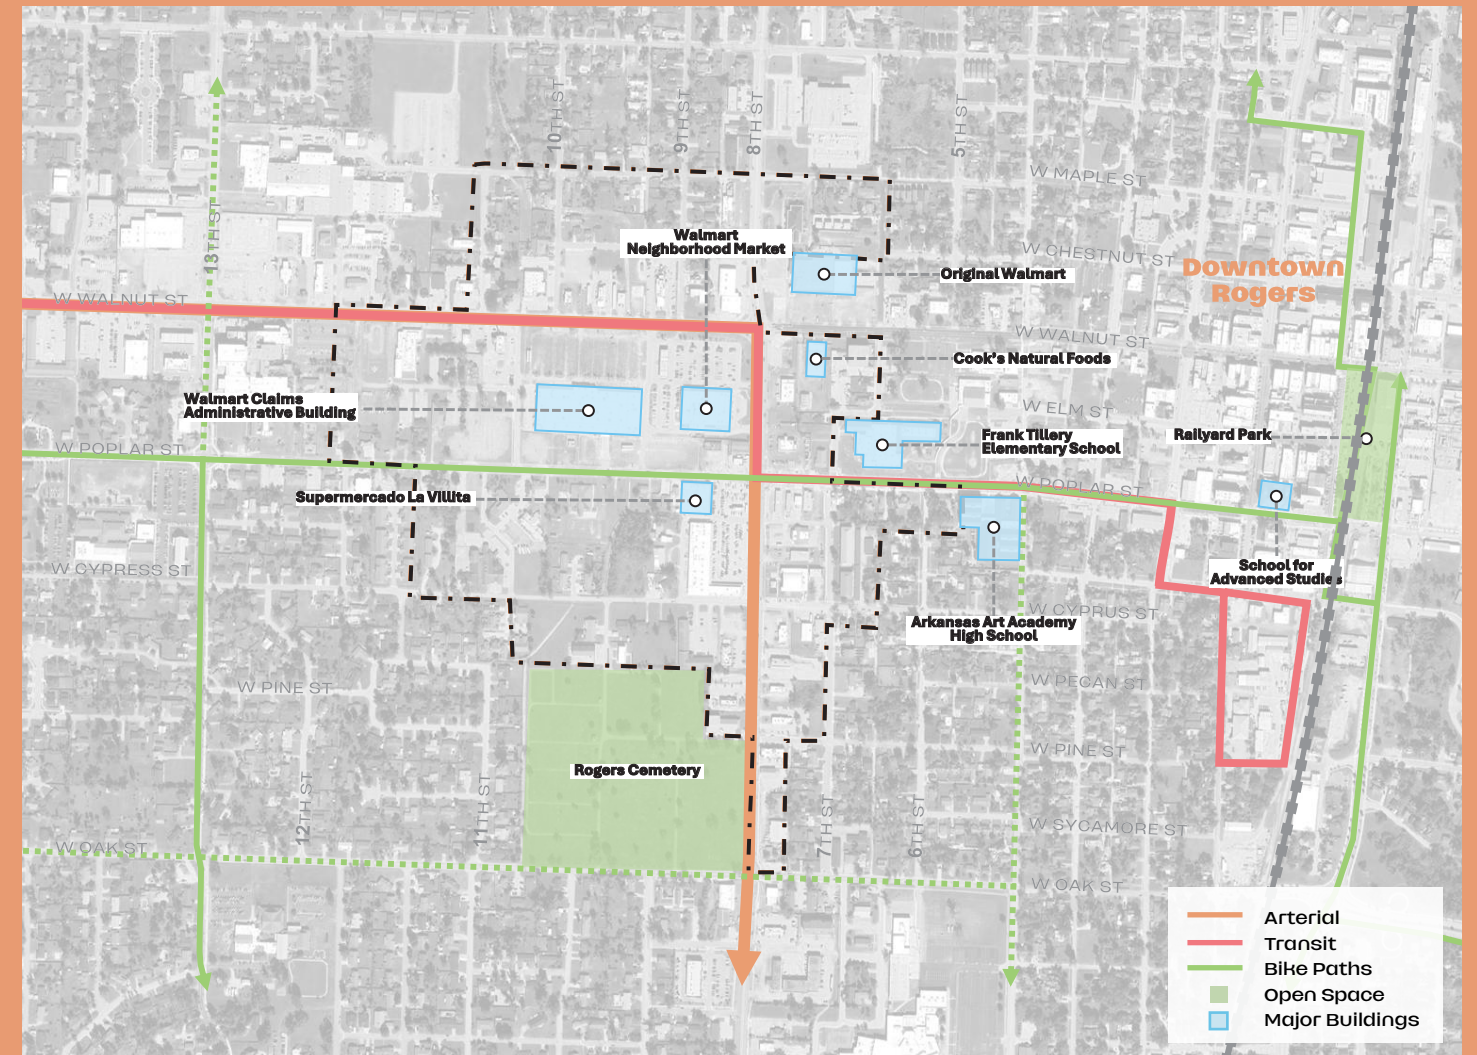 10TH ST
9TH ST
8TH ST
5TH ST
W MAPLE ST
13TH ST
Walmart
Neighborhood Market
W CHESTNUT ST
Original Walmart
Downtown
Rogers
W WALNUT ST
W WALNUT ST
Cook's Natural Foods
Walmart Claims
Administrative Building
W ELM ST
Frank Tillery
Elementary School
Railyard Park
W POPLAR ST
W POPLAR ST
Supermercado La Villita
W CYPRESS ST
School for
Advanced Studies
W CYPRUS ST
Arkansas Art Academy
High School
W PINE ST
W PECAN ST
W PINE ST
Rogers Cemetery
12TH ST
11TH ST
7TH ST
6TH ST
W SYCAMORE ST
W OAK ST
W OAK ST
Arterial
Transit
Bike Paths
Open Space
Major Buildings